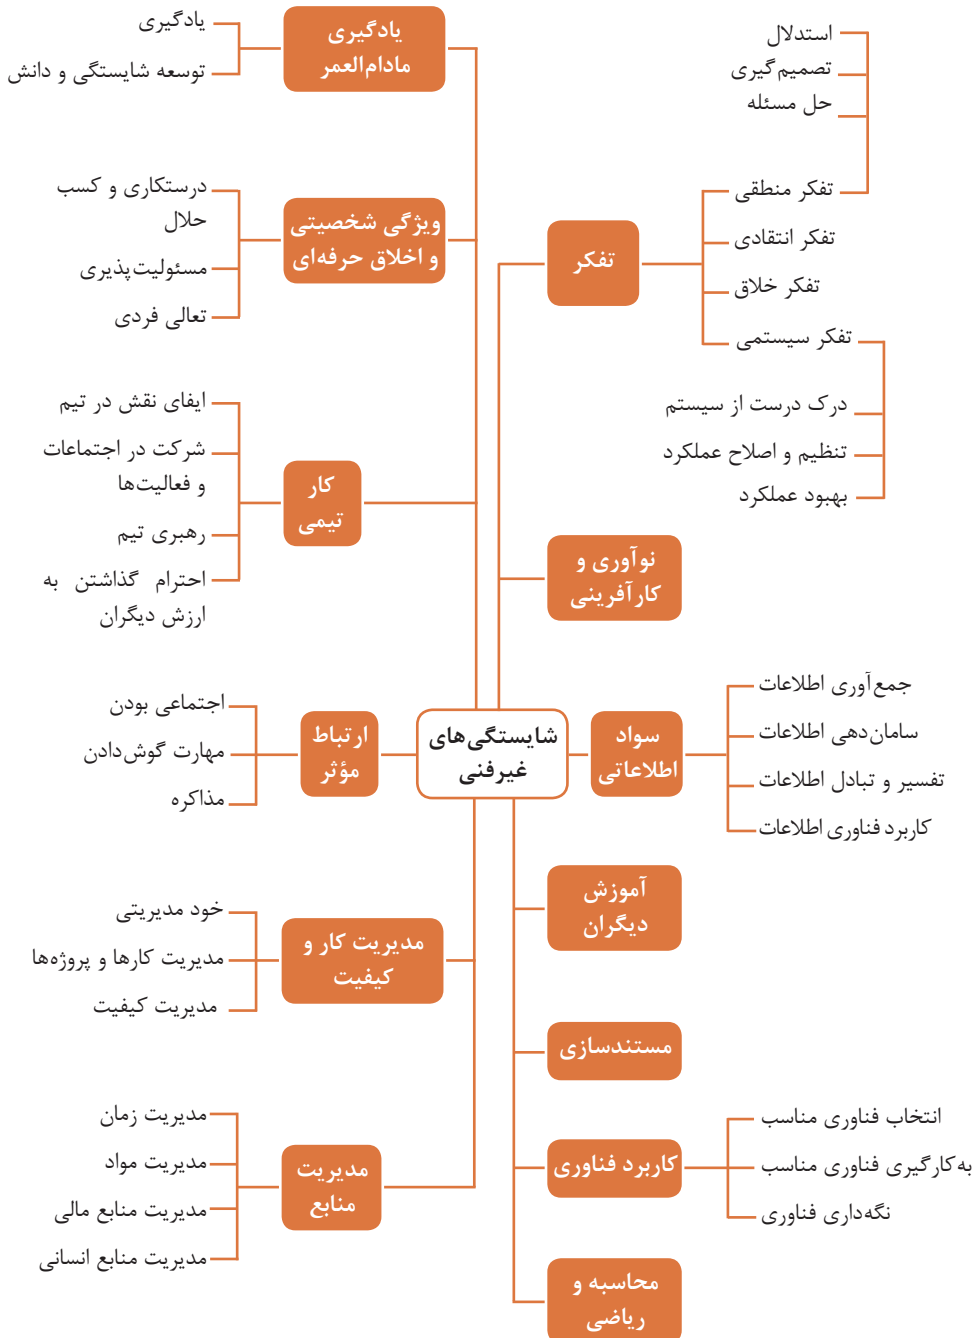 شایستگی‌های
غیرفنی
تفکر
استدلال
تصمیم‌گیری
حل مسئله
تفکر منطقی
تفکر انتقادی
تفکر خلاق
تفکر سیستمی
درک درست از سیستم
تنظیم و اصلاح عملکرد
بهبود عملکرد
نوآوری و
کارآفرینی
سواد
اطلاعاتی
جمع‌آوری اطلاعات
سامان‌دهی اطلاعات
تفسیر و تبادل اطلاعات
کاربرد فناوری اطلاعات
آموزش
دیگران
مستندسازی
کاربرد فناوری
انتخاب فناوری مناسب
به‌کارگیری فناوری مناسب
نگه‌داری فناوری
محاسبه و
ریاضی
یادگیری
مادام‌العمر
یادگیری
توسعه شایستگی و دانش
ویژگی شخصیتی
و اخلاق حرفه‌ای
درستکاری و کسب
حلال
مسئولیت‌پذیری
تعالی فردی
کار
تیمی
ایفای نقش در تیم
شرکت در اجتماعات
و فعالیت‌ها
رهبری تیم
احترام گذاشتن به
ارزش دیگران
ارتباط
مؤثر
اجتماعی بودن
مهارت گوش‌دادن
مذاکره
مدیریت کار و
کیفیت
خود مدیریتی
مدیریت کارها و پروژه‌ها
مدیریت کیفیت
مدیریت
منابع
مدیریت زمان
مدیریت مواد
مدیریت منابع مالی
مدیریت منابع انسانی